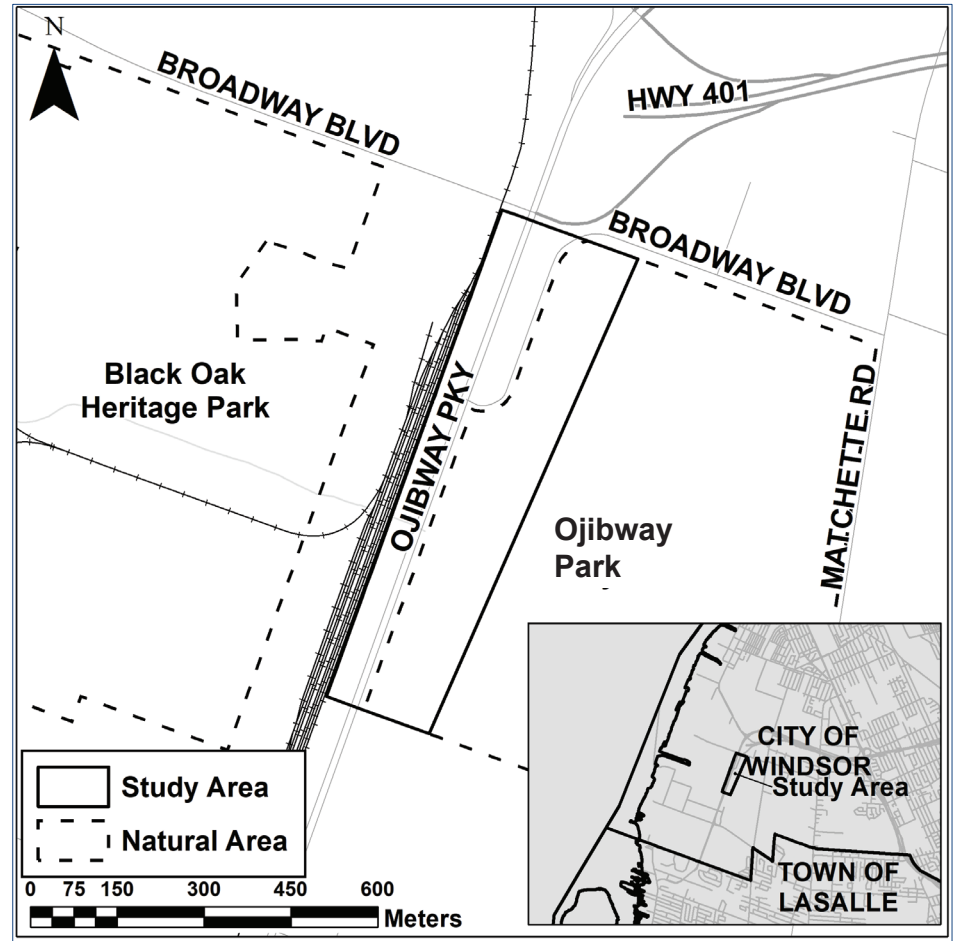 N
BROADWAY BLVD
HWY 401
BROADWAY BLVD
Black Oak
Heritage Park
OJIBWAY PKY
MATCHETTE RD
Ojibway
Park
Study Area
Natural Area
0 75 150 300 450 600
Meters
CITY OF
WINDSOR
Study Area
TOWN OF
LASALLE